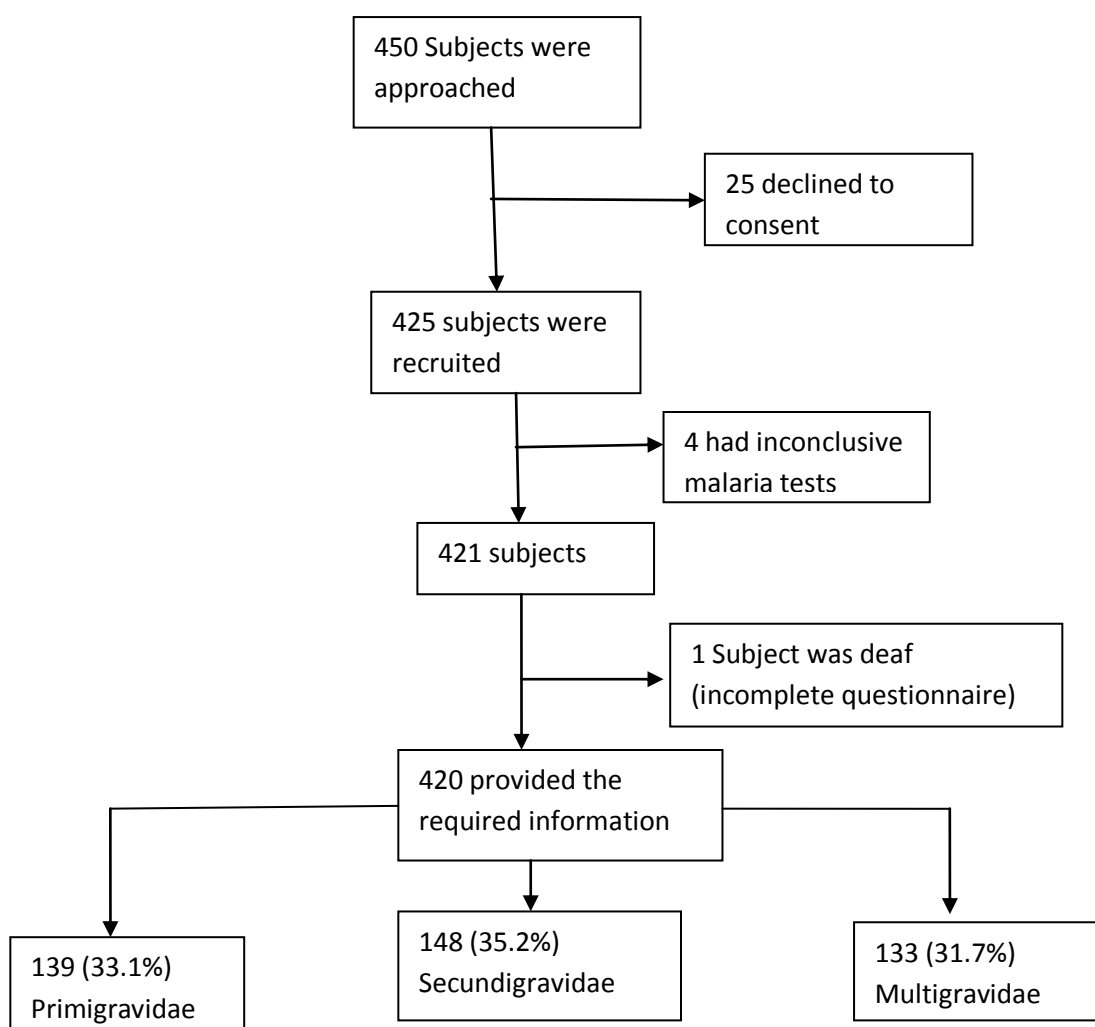 450 Subjects were
approached
25 declined to
consent
425 subjects were
recruited
4 had inconclusive
malaria tests
421 subjects
1 Subject was deaf
(incomplete questionnaire)
420 provided the
required information
139 (33.1%)
Primigravidae
148 (35.2%)
Secundigravidae
133 (31.7%)
Multigravidae